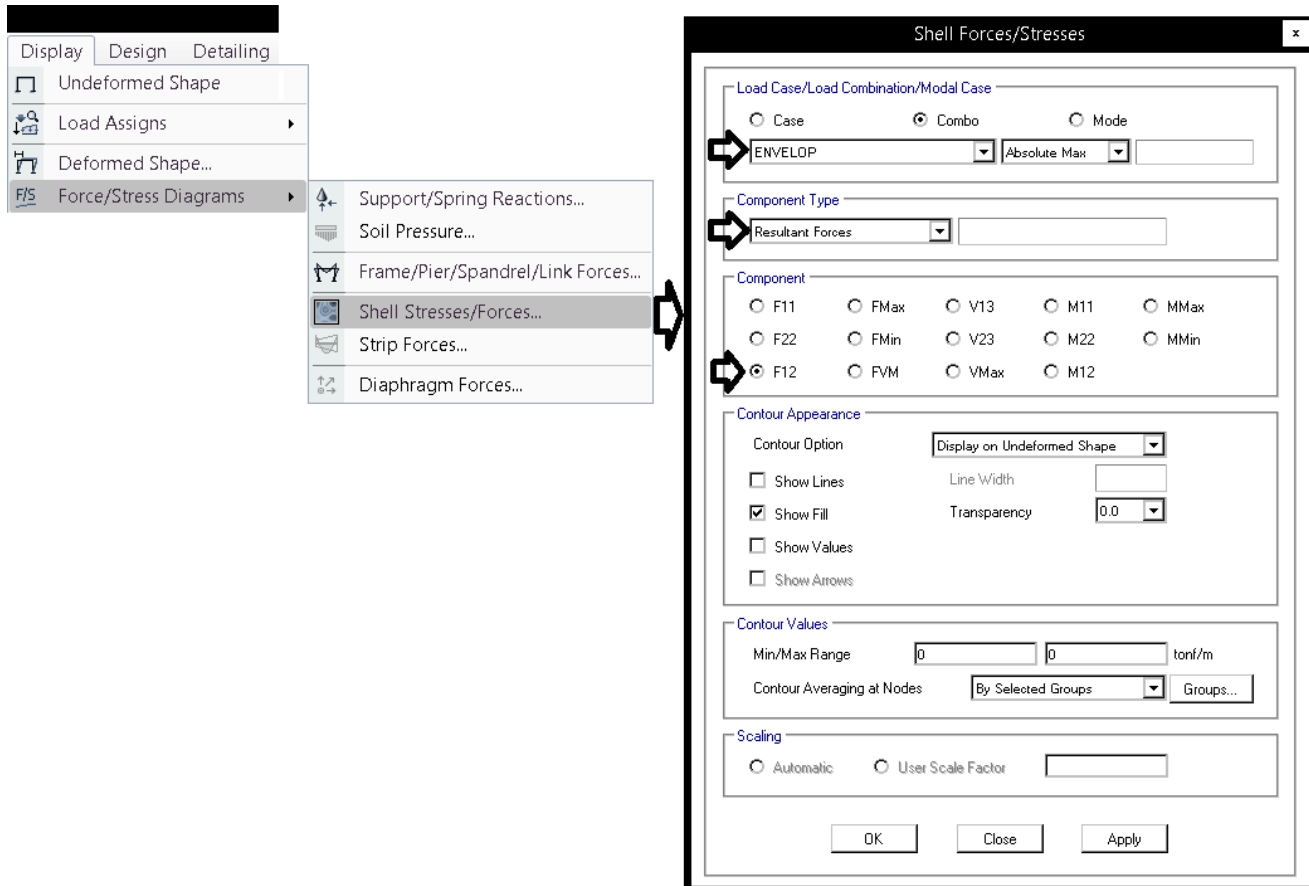 Display Design Detailing
Undeformed Shape
Load Assigns
Deformed Shape...
F/S Force/Stress Diagrams
Support/Spring Reactions...
Soil Pressure...
Frame/Pier/Spandrel/Link Forces...
Shell Stresses/Forces...
Strip Forces...
Diaphragm Forces...
Shell Forces/Stresses x
Load Case/Load Combination/Modal Case
Case Combo Mode
ENVELOP Absolute Max
Component Type
Resultant Forces
Component
F11 FMax V13 M11 MMax
F22 FMin V23 M22 MMin
F12 FVM VMax M12
Contour Appearance
Contour Option Display on Undeformed Shape
Show Lines Line Width
Show Fill Transparency 0.0
Show Values
Show Arrows
Contour Values
Min/Max Range 0 0 tonf/m
Contour Averaging at Nodes By Selected Groups Groups...
Scaling
Automatic User Scale Factor
OK Close Apply